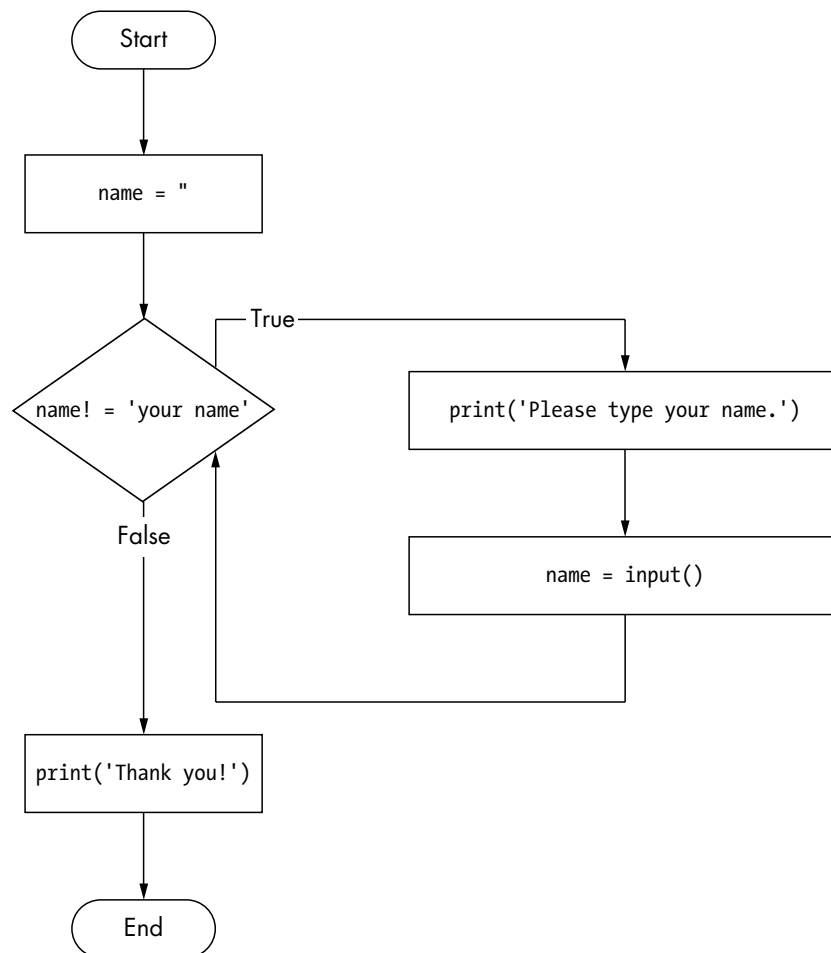 Start
name = "
True
name! = 'your name'
print('Please type your name.')
False
name = input()
print('Thank you!')
End